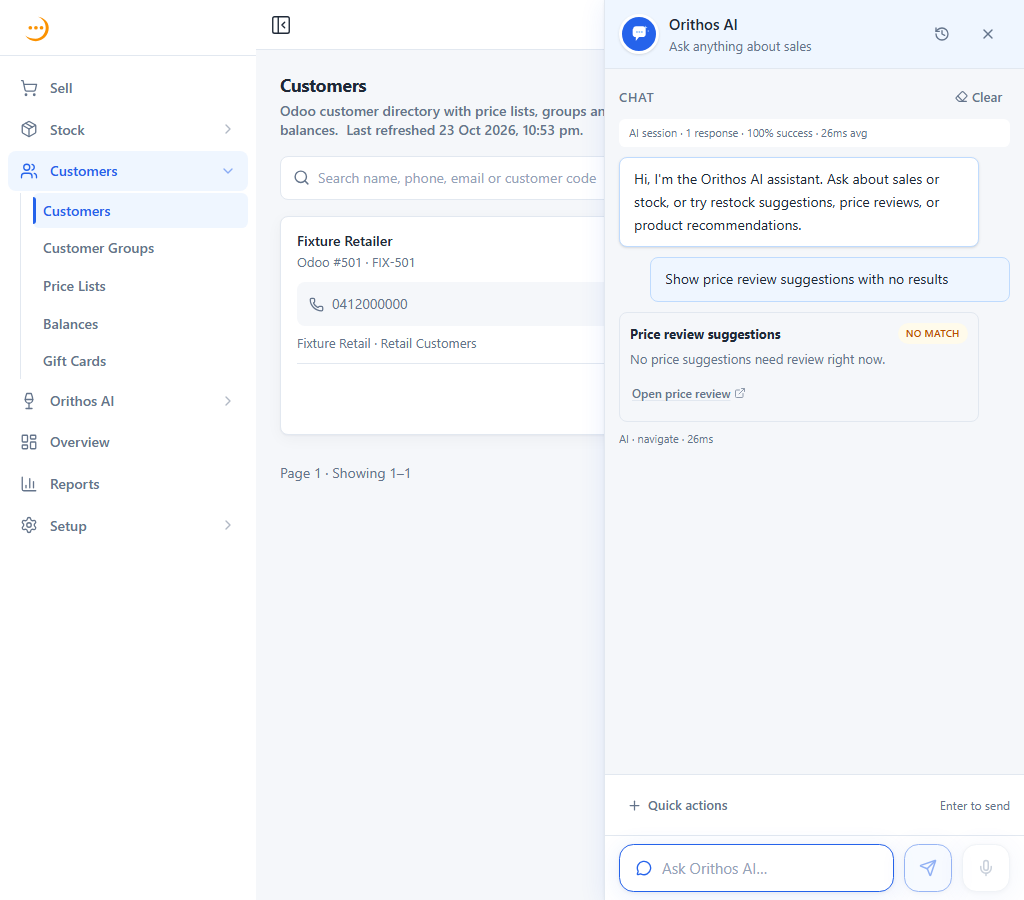 Sell
Stock
Customers
Customers
Customer Groups
Price Lists
Balances
Gift Cards
Orithos AI
Overview
Reports
Setup
Customers
Odoo customer directory with price lists, groups an
balances. Last refreshed 23 Oct 2026, 10:53 pm.
Search name, phone, email or customer code
Fixture Retailer
Odoo #501 · FIX-501
0412000000
Fixture Retail · Retail Customers
Page 1 · Showing 1–1
Orithos AI
Ask anything about sales
CHAT
Clear
AI session · 1 response · 100% success · 26ms avg
Hi, I'm the Orithos AI assistant. Ask about sales or
stock, or try restock suggestions, price reviews, or
product recommendations.
Show price review suggestions with no results
Price review suggestions
NO MATCH
No price suggestions need review right now.
Open price review
AI · navigate · 26ms
Quick actions
Enter to send
Ask Orithos AI...